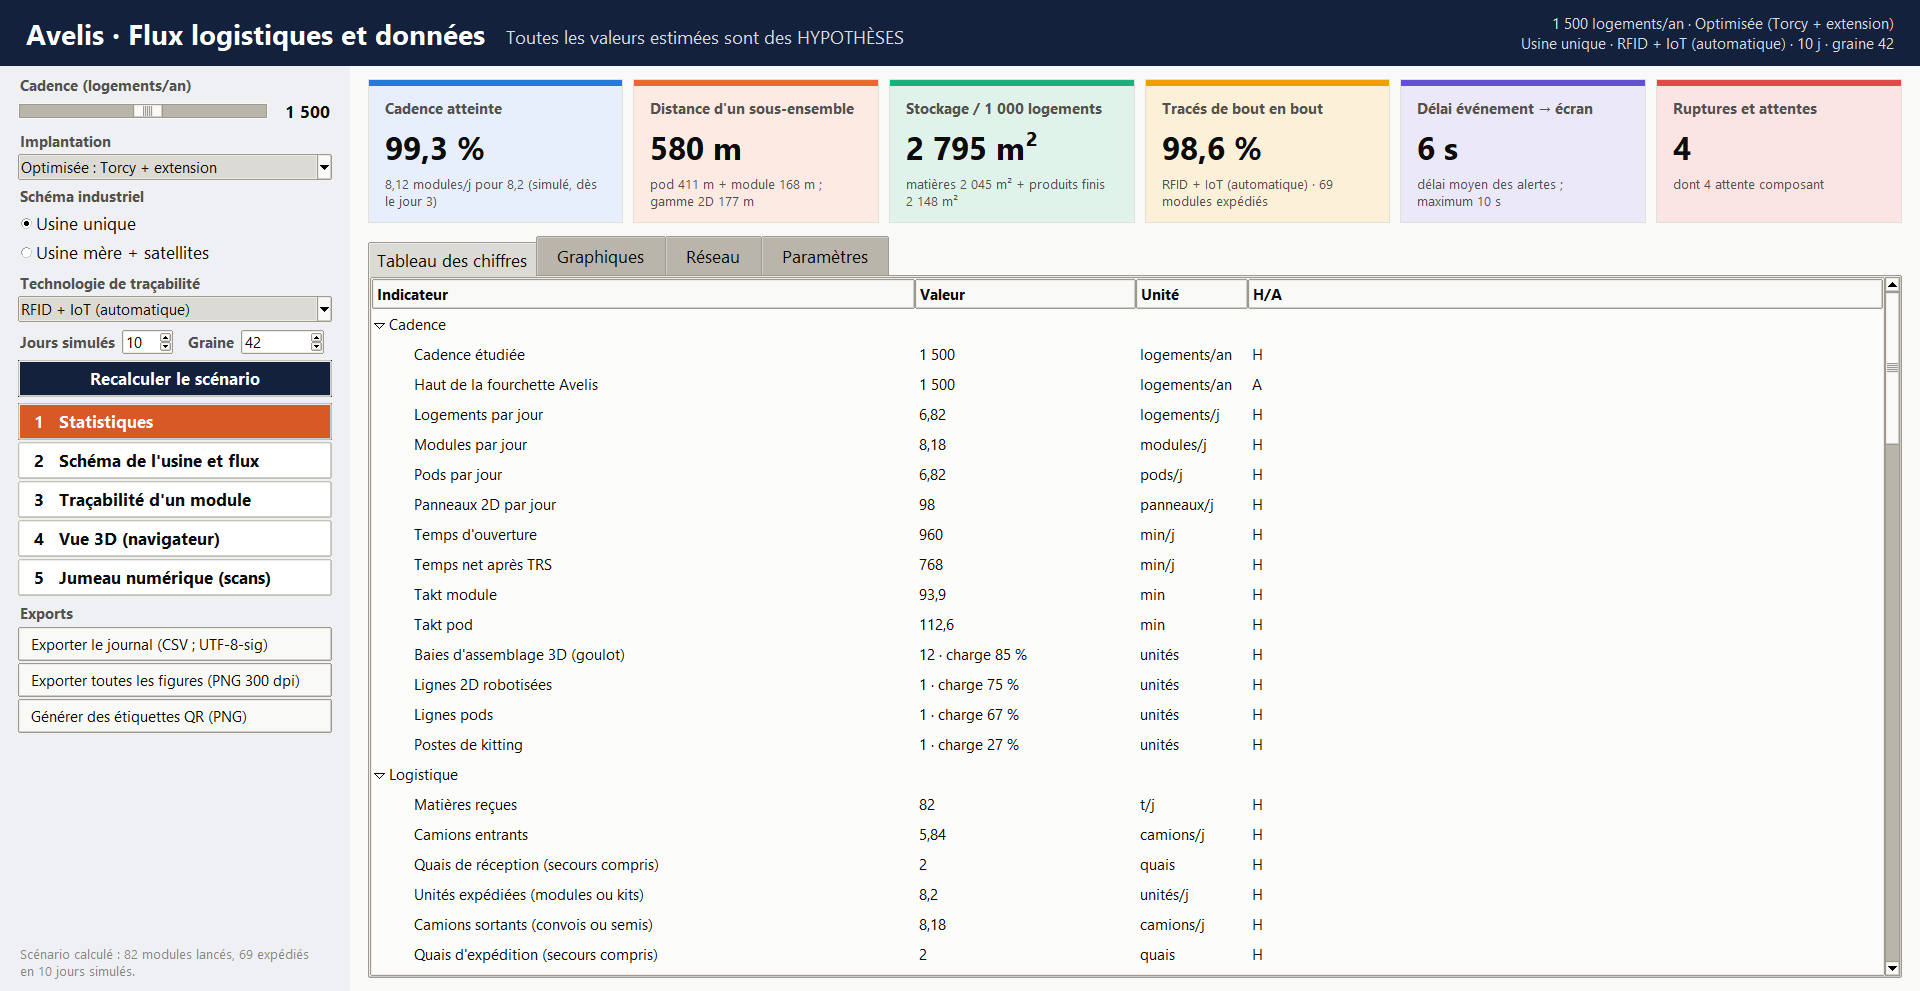 Avelis · Flux logistiques et données
Toutes les valeurs estimées sont des HYPOTHÈSES
1 500 logements/an · Optimisée (Torcy + extension)
Usine unique · RFID + IoT (automatique) · 10 j · graine 42
Cadence (logements/an)
1 500
Implantation
Optimisée : Torcy + extension
Schéma industriel
Usine unique
Usine mère + satellites
Technologie de traçabilité
RFID + IoT (automatique)
Jours simulés 10 Graine 42
Recalculer le scénario
1 Statistiques
2 Schéma de l'usine et flux
3 Traçabilité d'un module
4 Vue 3D (navigateur)
5 Jumeau numérique (scans)
Exports
Exporter le journal (CSV ; UTF-8-sig)
Exporter toutes les figures (PNG 300 dpi)
Générer des étiquettes QR (PNG)
Scénario calculé : 82 modules lancés, 69 expédiés
en 10 jours simulés.
Cadence atteinte
99,3 %
8,12 modules/j pour 8,2 (simulé, dès
le jour 3)
Distance d'un sous-ensemble
580 m
pod 411 m + module 168 m ;
gamme 2D 177 m
Stockage / 1 000 logements
2 795 m²
matières 2 045 m² + produits finis
2 148 m²
Tracés de bout en bout
98,6 %
RFID + IoT (automatique) · 69
modules expédiés
Délai événement → écran
6 s
délai moyen des alertes ;
maximum 10 s
Ruptures et attentes
4
dont 4 attente composant
Tableau des chiffres Graphiques Réseau Paramètres
Indicateur Valeur Unité H/A
Cadence
Cadence étudiée 1 500 logements/an H
Haut de la fourchette Avelis 1 500 logements/an A
Logements par jour 6,82 logements/j H
Modules par jour 8,18 modules/j H
Pods par jour 6,82 pods/j H
Panneaux 2D par jour 98 panneaux/j H
Temps d'ouverture 960 min/j H
Temps net après TRS 768 min/j H
Takt module 93,9 min H
Takt pod 112,6 min H
Baies d'assemblage 3D (goulot) 12 · charge 85 % unités H
Lignes 2D robotisées 1 · charge 75 % unités H
Lignes pods 1 · charge 67 % unités H
Postes de kitting 1 · charge 27 % unités H
Logistique
Matières reçues 82 t/j H
Camions entrants 5,84 camions/j H
Quais de réception (secours compris) 2 quais H
Unités expédiées (modules ou kits) 8,2 unités/j H
Camions sortants (convois ou semis) 8,18 camions/j H
Quais d'expédition (secours compris) 2 quais H